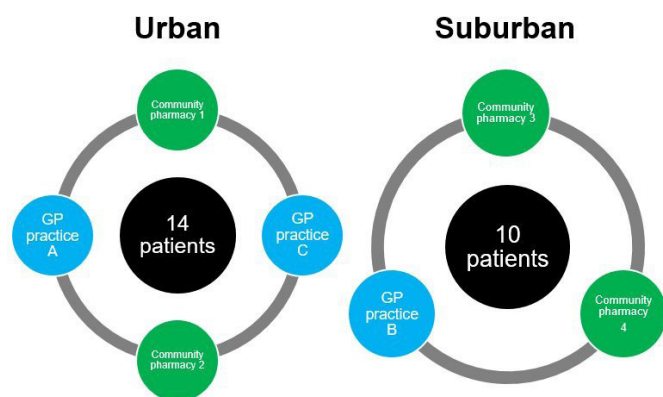 Urban
Community
pharmacy 1
GP
practice
A
14
patients
GP
practice
C
Community
pharmacy 2
Suburban
Community
pharmacy 3
10
patients
GP
practice
B
Community
pharmacy
4